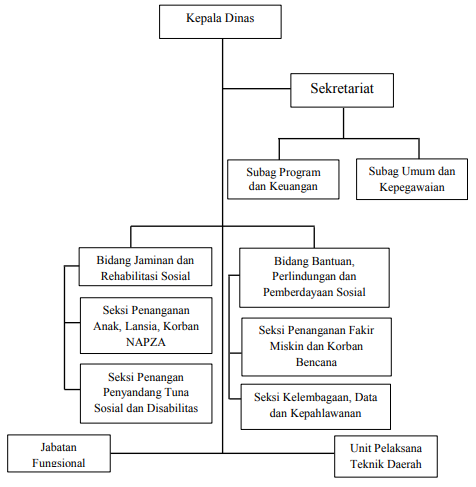 Kepala Dinas
Sekretariat
Subag Program
dan Keuangan
Subag Umum dan
Kepegawaian
Bidang Jaminan dan
Rehabilitasi Sosial
Seksi Penanganan
Anak, Lansia, Korban
NAPZA
Seksi Penangan
Penyandang Tuna
Sosial dan Disabilitas
Bidang Bantuan,
Perlindungan dan
Pemberdayaan Sosial
Seksi Penanganan Fakir
Miskin dan Korban
Bencana
Seksi Kelembagaan, Data
dan Kepahlawanan
Jabatan
Fungsional
Unit Pelaksana
Teknik Daerah